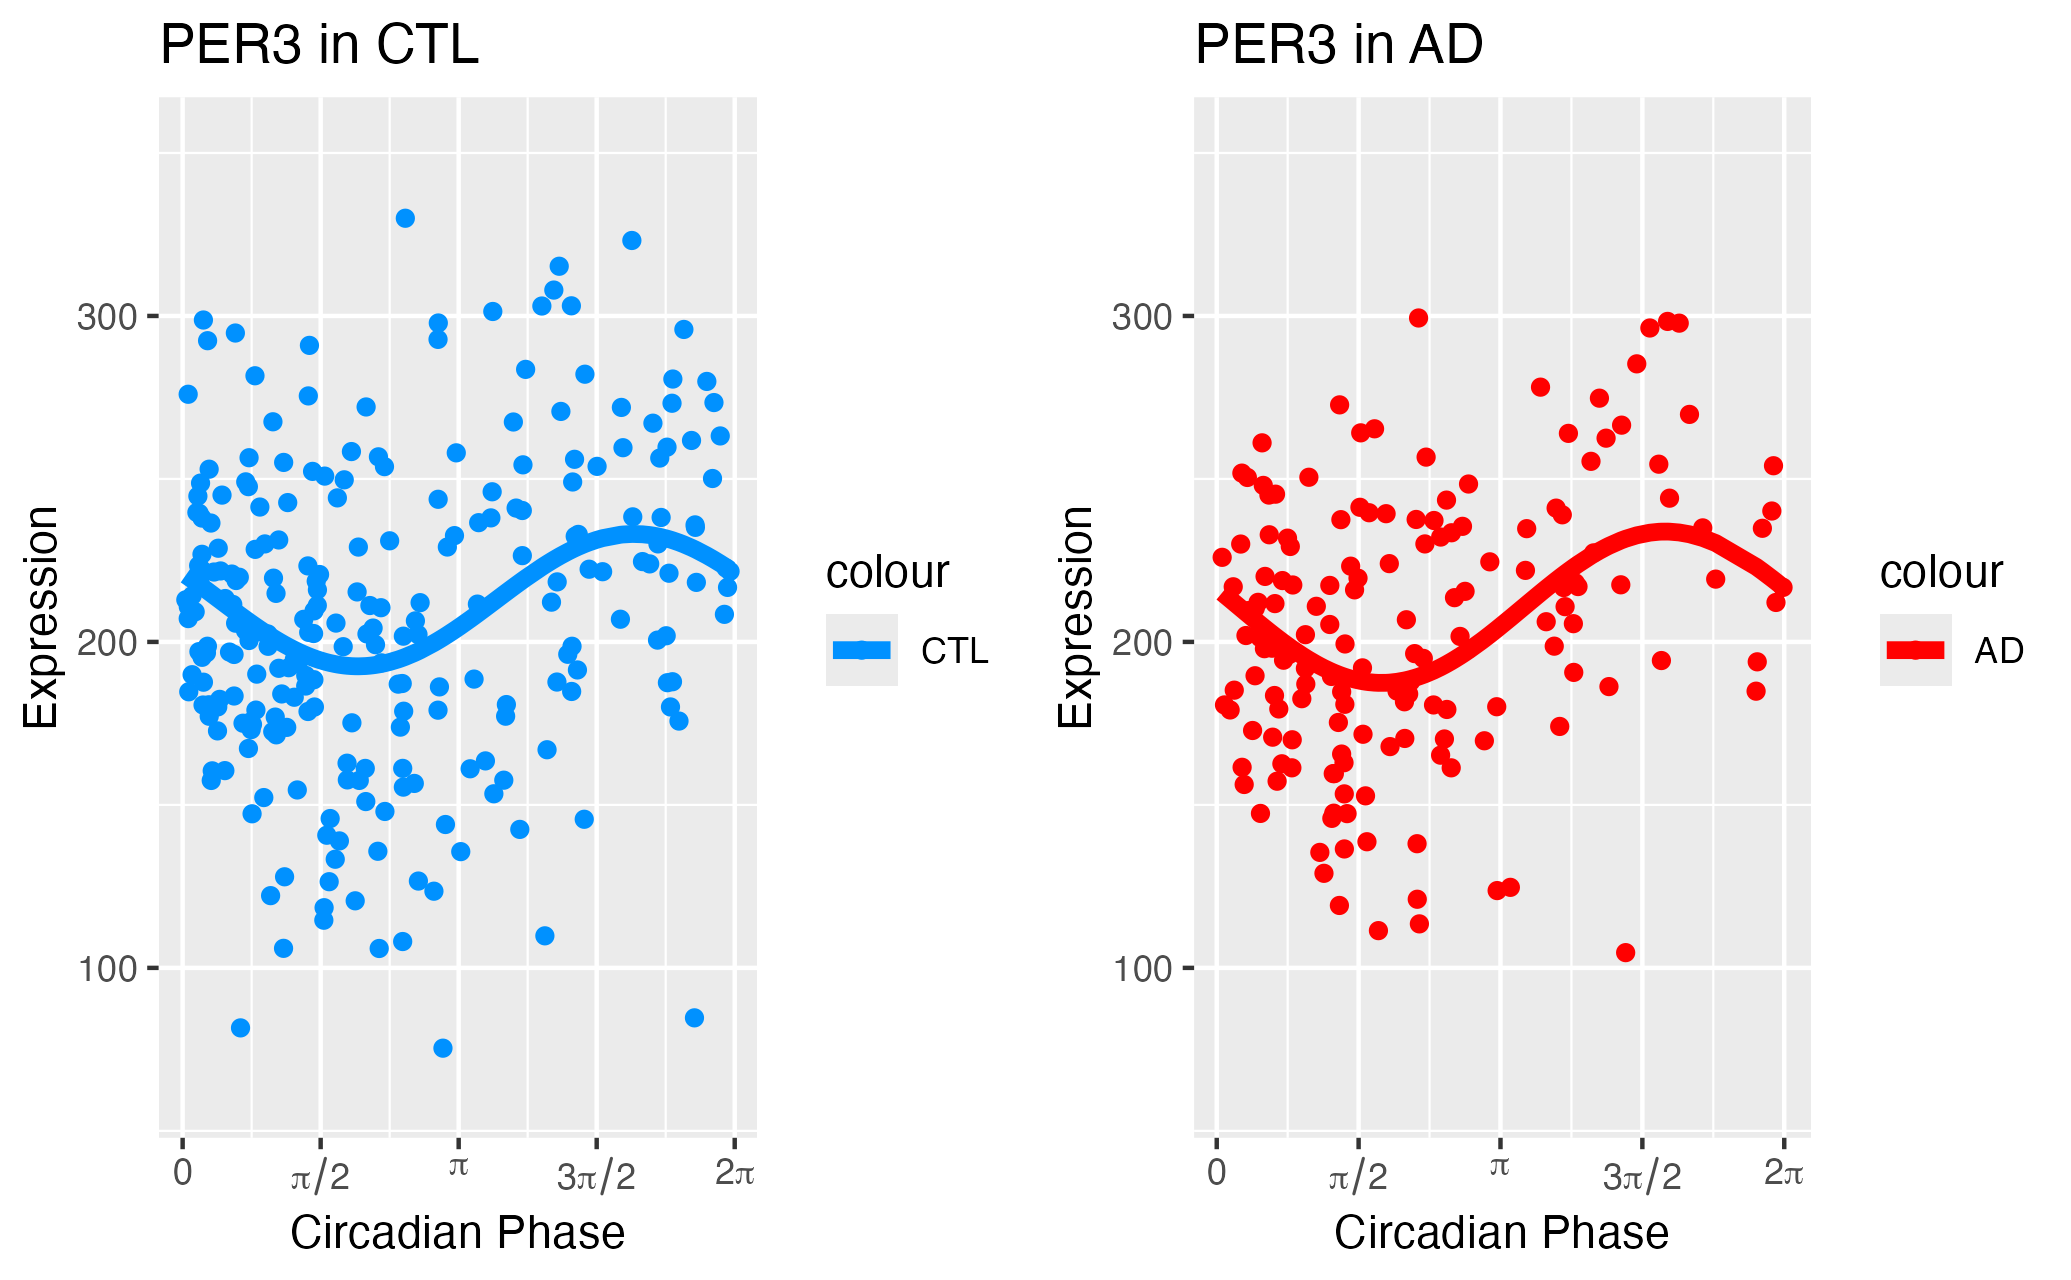 PER3 in CTL
Expression
300
200
100
0
π/2
π
3π/2
2π
Circadian Phase
colour
CTL
PER3 in AD
Expression
300
200
100
0
π/2
π
3π/2
2π
Circadian Phase
colour
AD